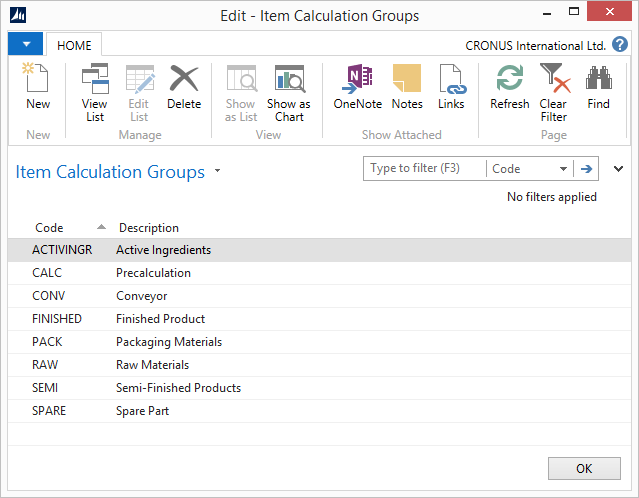 Edit - Item Calculation Groups
HOME
CRONUS International Ltd.
New
View List
Edit List
Delete
Show as List
Show as Chart
OneNote
Notes
Links
Refresh
Clear Filter
Find
New
Manage
View
Show Attached
Page
Item Calculation Groups
Type to filter (F3)
Code
No filters applied
Code Description
ACTIVINGR Active Ingredients
CALC Precalculation
CONV Conveyor
FINISHED Finished Product
PACK Packaging Materials
RAW Raw Materials
SEMI Semi-Finished Products
SPARE Spare Part
OK